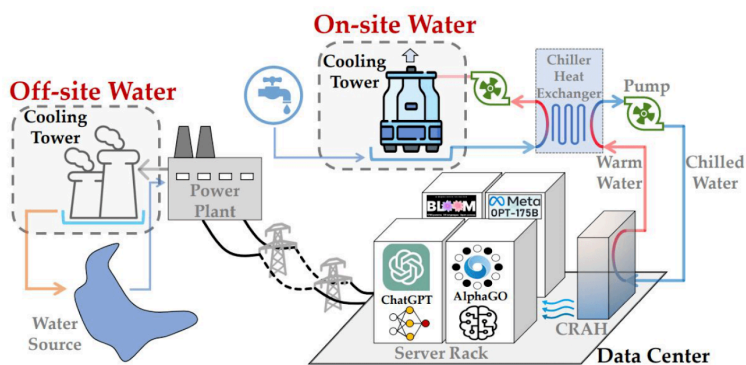 On-site Water
Off-site Water
Cooling
Tower
Cooling
Tower
Chiller
Heat
Exchanger
Pump
Power
Plant
Warm
Water
Chilled
Water
BLOOM
Meta
OPT-175B
ChatGPT
AlphaGO
Water
Source
Server Rack
CRAH
Data Center